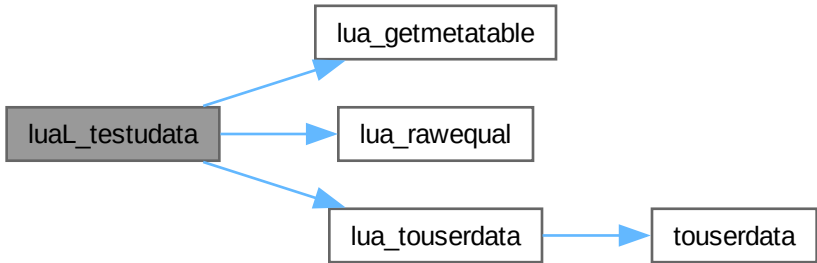 lua_getmetatable
luaL_testudata
lua_rawequal
lua_touserdata
touserdata